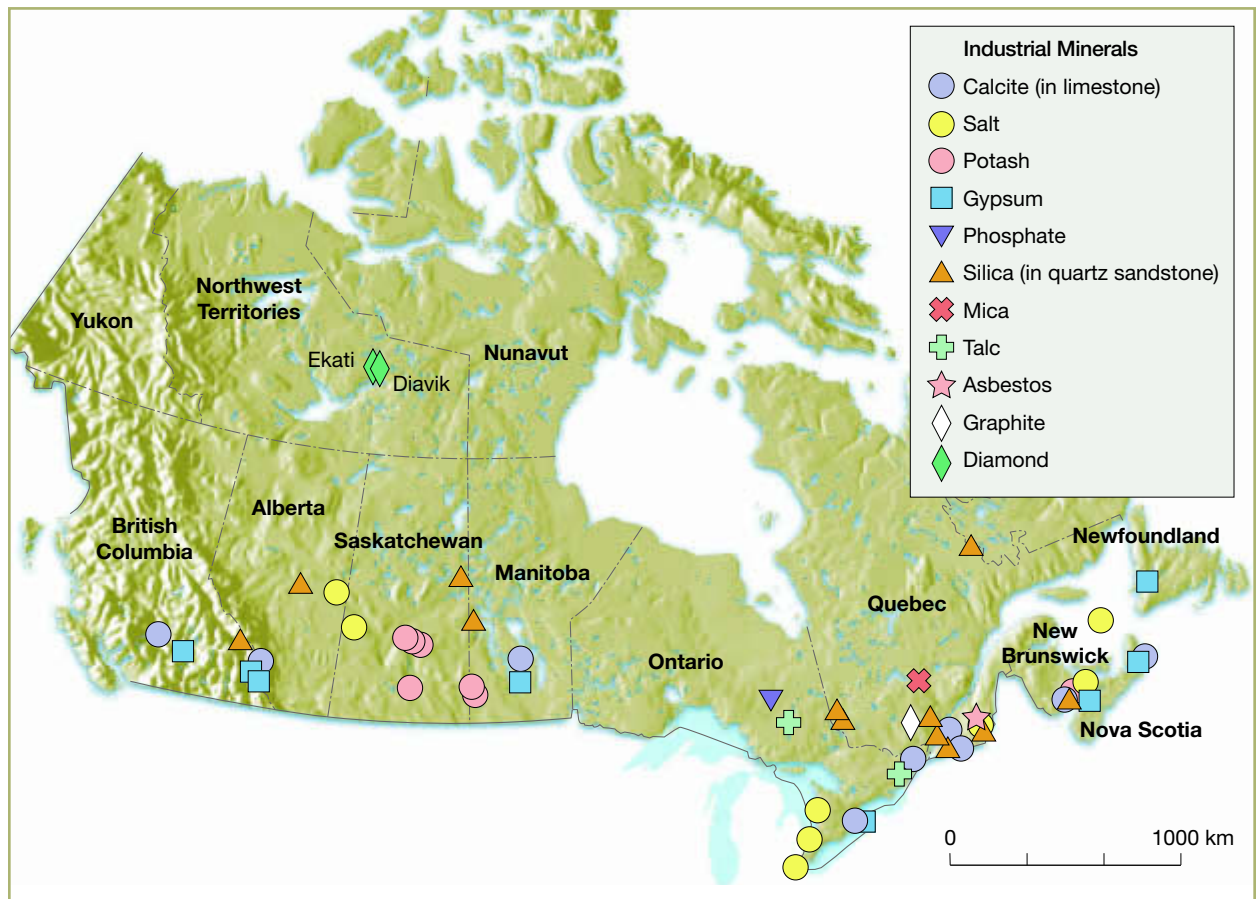 Industrial Minerals
Calcite (in limestone)
Salt
Potash
Gypsum
Phosphate
Silica (in quartz sandstone)
Mica
Talc
Asbestos
Graphite
Diamond
Yukon
Northwest
Territories
Nunavut
Ekati
Diavik
British
Columbia
Alberta
Saskatchewan
Manitoba
Ontario
Quebec
Newfoundland
New
Brunswick
Nova Scotia
0
1000 km